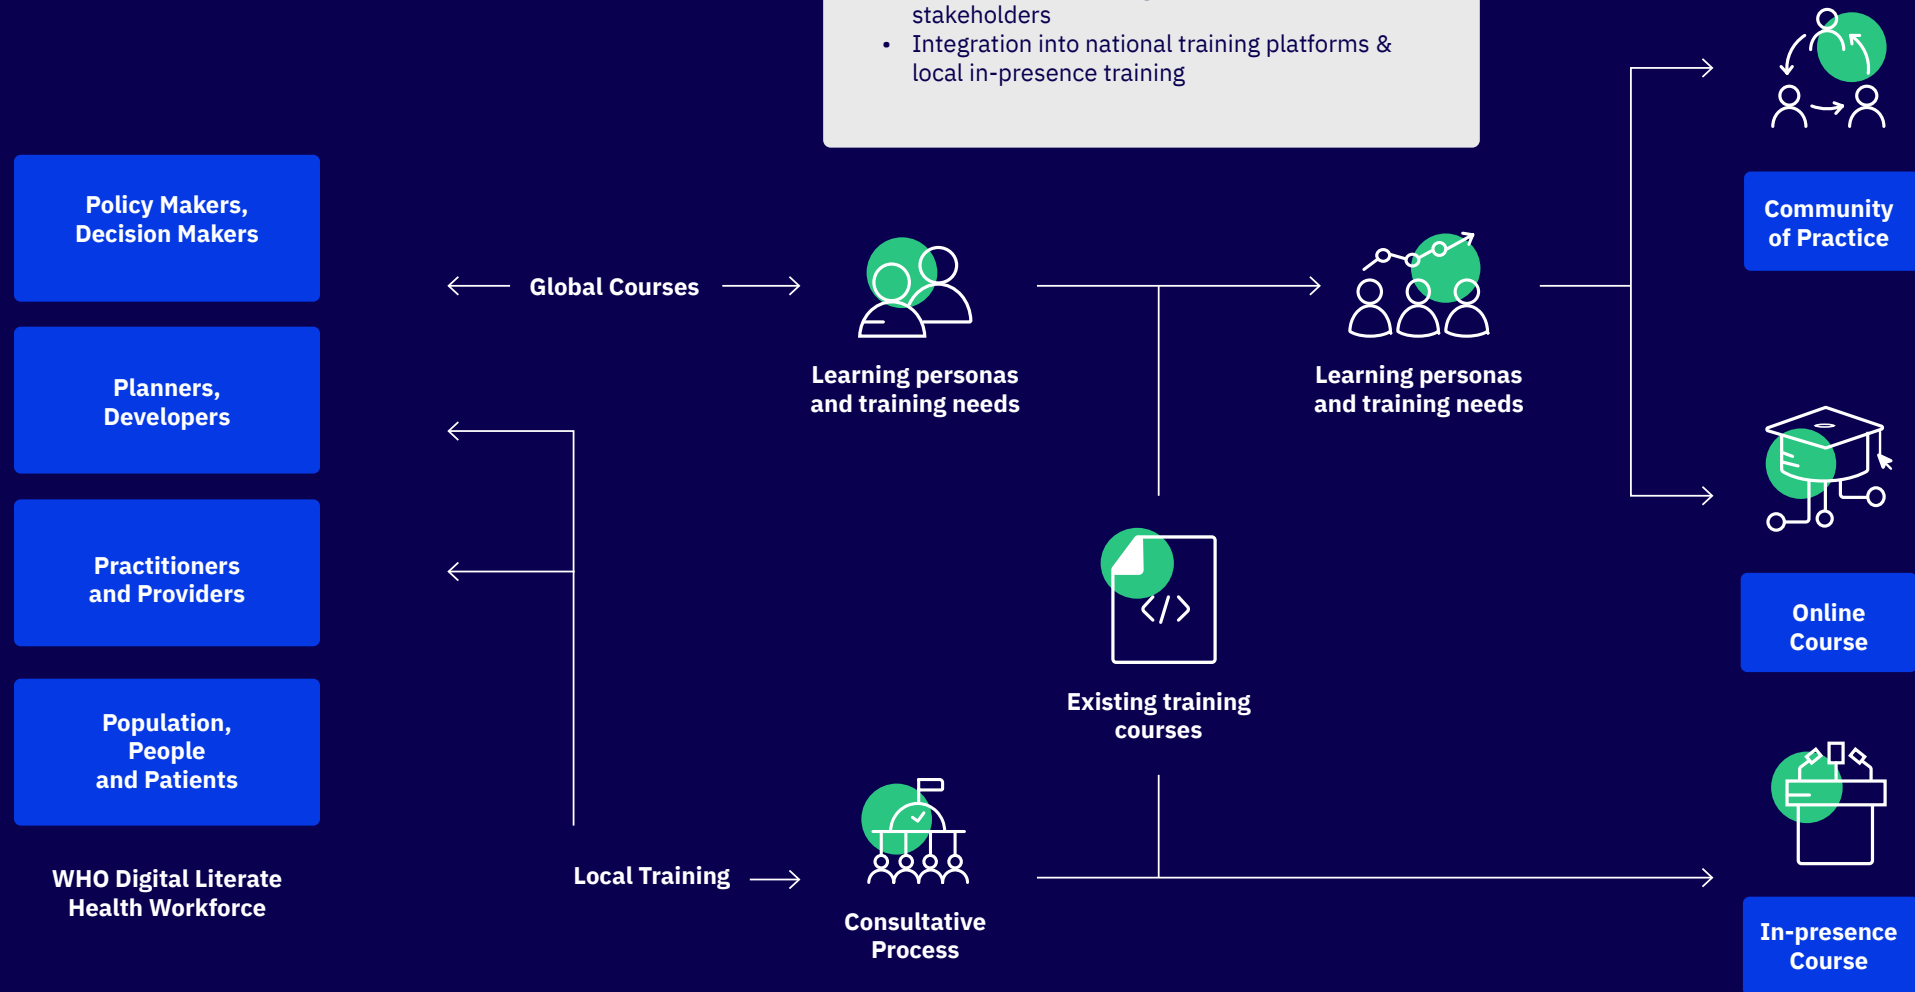 stakeholders
• Integration into national training platforms &
local in-presence training
Policy Makers,
Decision Makers
Planners,
Developers
Practitioners
and Providers
Population,
People
and Patients
WHO Digital Literate
Health Workforce
Global Courses
Local Training
Learning personas
and training needs
Consultative
Process
Existing training
courses
</>
Learning personas
and training needs
Community
of Practice
Online
Course
In-presence
Course